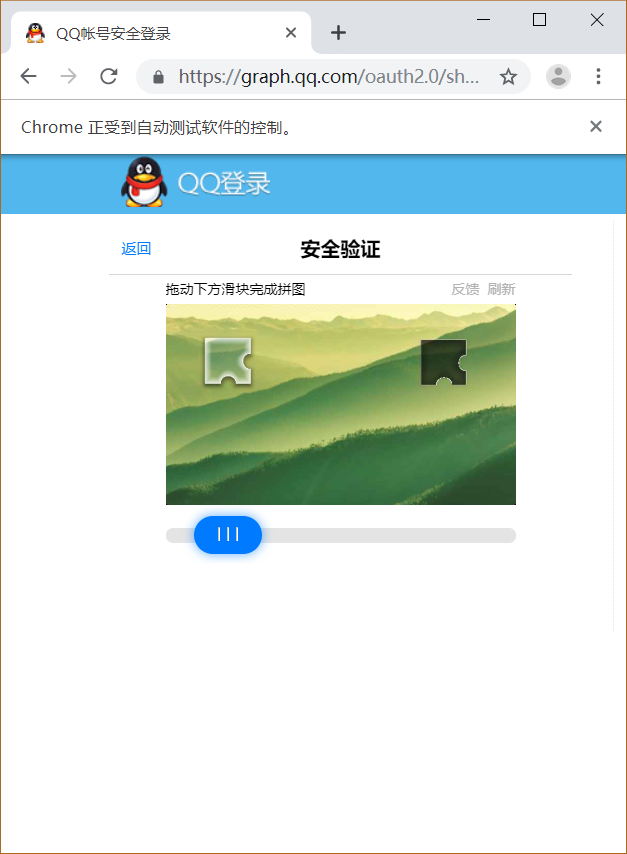 QQ帐号安全登录
https://graph.qq.com/oauth2.0/sh...
Chrome 正受到自动测试软件的控制。
QQ登录
返回 安全验证
拖动下方滑块完成拼图 反馈 刷新